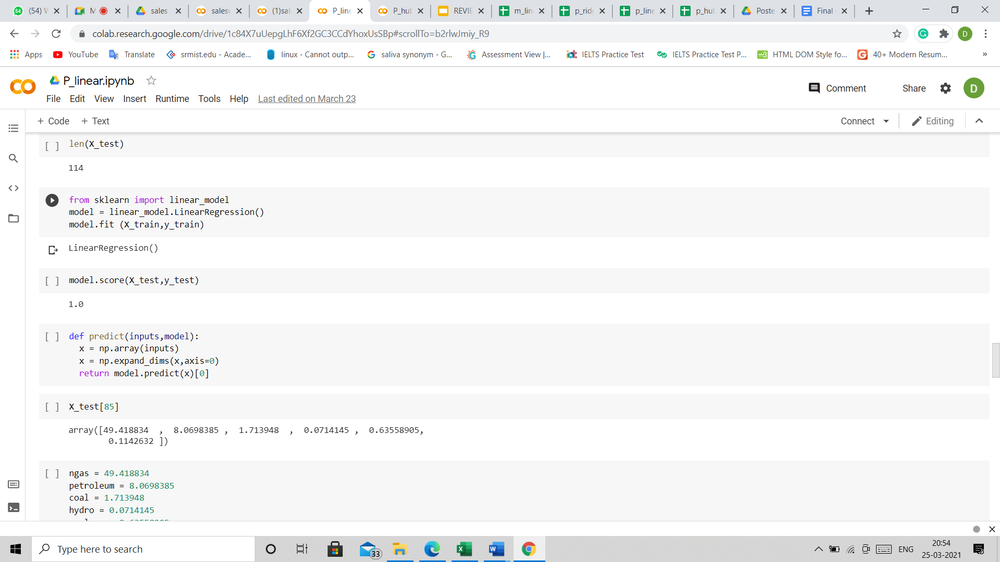 (54) W
M
sales
sales
(1)sal
P_line
P_hub
REVIE
m_lin
p_rid
p_line
p_hub
Poste
Final
colab.research.google.com/drive/1c84X7uUepgLhF6Xf2GC3CCdYhoxUsSBp#scrollTo=b2rlwJmiy_R9
D
Apps
YouTube
Translate
srmist.edu - Acade...
linux - Cannot outp...
saliva synonym - G...
Assessment View |...
IELTS Practice Test
IELTS Practice Test P...
HTML DOM Style fo...
40+ Modern Resum...
»
P_linear.ipynb
File Edit View Insert Runtime Tools Help Last edited on March 23
Comment
Share
D
+ Code + Text
Connect
Editing
[ ] len(X_test)
114
from sklearn import linear_model
model = linear_model.LinearRegression()
model.fit (X_train,y_train)
LinearRegression()
[ ] model.score(X_test,y_test)
1.0
[ ] def predict(inputs,model):
x = np.array(inputs)
x = np.expand_dims(x,axis=0)
return model.predict(x)[0]
[ ] X_test[85]
array([49.418834 , 8.0698385 , 1.713948 , 0.0714145 , 0.63558905,
0.1142632 ])
[ ] ngas = 49.418834
petroleum = 8.0698385
coal = 1.713948
hydro = 0.0714145
Type here to search
33
ENG
20:54
25-03-2021